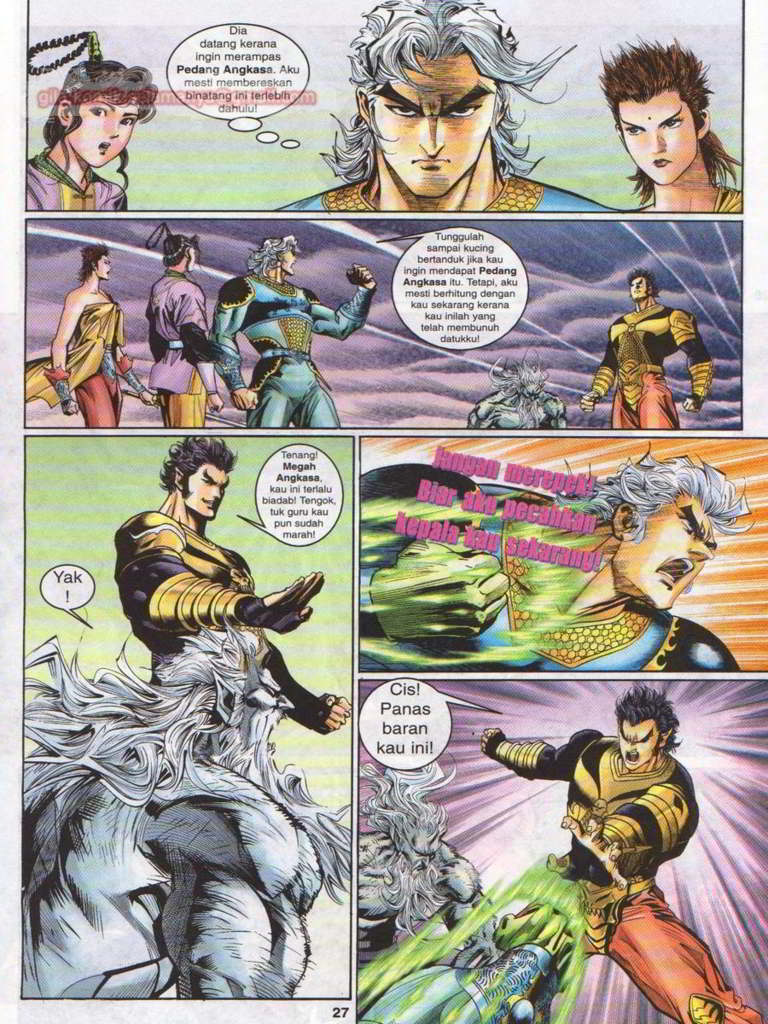 Dia
datang kerana
ingin merampas
Pedang Angkasa. Aku
mesti membereskan
binatang ini terlebih
dahulu!
Tunggulah
sampai kucing
bertanduk jika kau
ingin mendapat Pedang
Angkasa itu. Tetapi, aku
mesti berhitung dengan
kau sekarang kerana
kau inilah yang
telah membunuh
datukku!
Tenang!
Megah
Angkasa,
kau ini terlalu
biadab! Tengok,
tuk guru kau
pun sudah
marah!
Yak
!
Jangan merepek!
Biar aku pecahkan
kepala kau sekarang!
Cis!
Panas
baran
kau ini!
27